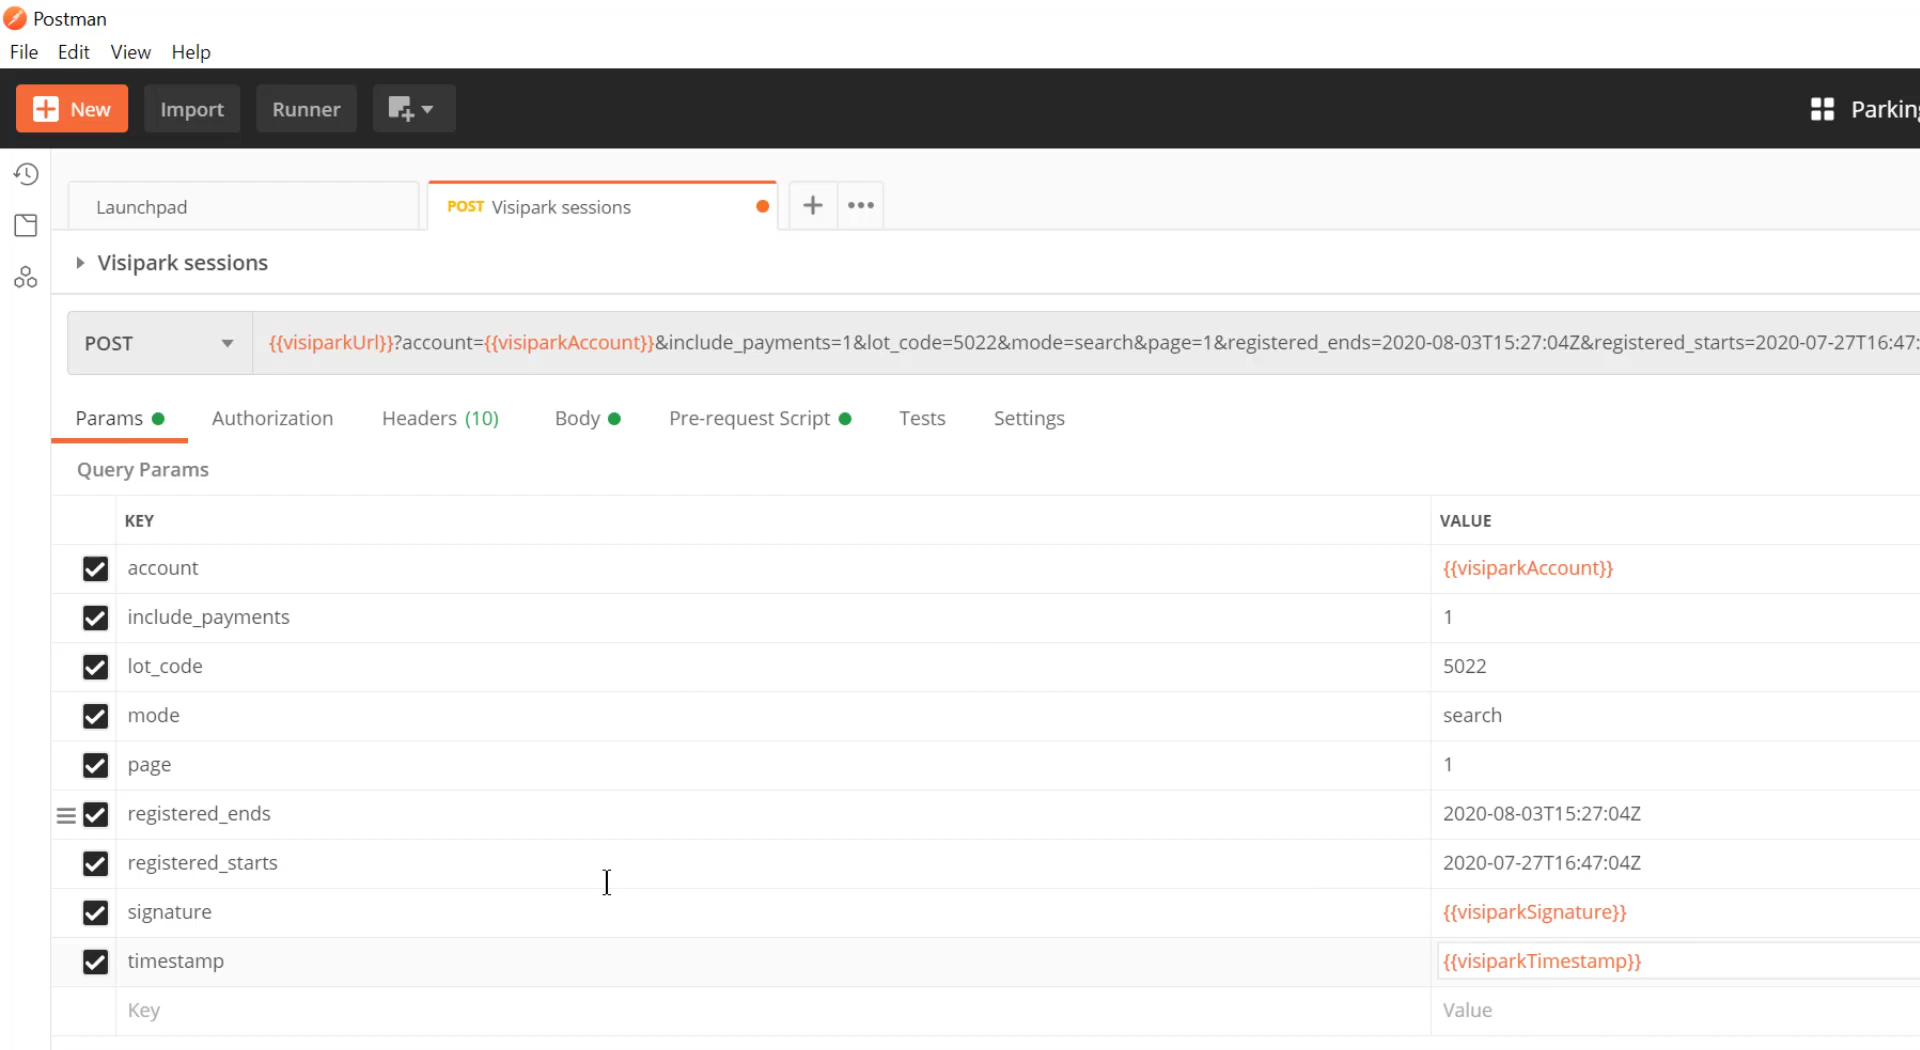 Postman
File Edit View Help
New Import Runner Parking
Launchpad POST Visipark sessions
Visipark sessions
POST {{visiparkUrl}}?account={{visiparkAccount}}&include_payments=1&lot_code=5022&mode=search&page=1&registered_ends=2020-08-03T15:27:04Z&registered_starts=2020-07-27T16:47:
Params Authorization Headers (10) Body Pre-request Script Tests Settings
Query Params
KEY VALUE
account {{visiparkAccount}}
include_payments 1
lot_code 5022
mode search
page 1
registered_ends 2020-08-03T15:27:04Z
registered_starts 2020-07-27T16:47:04Z
signature {{visiparkSignature}}
timestamp {{visiparkTimestamp}}
Key Value